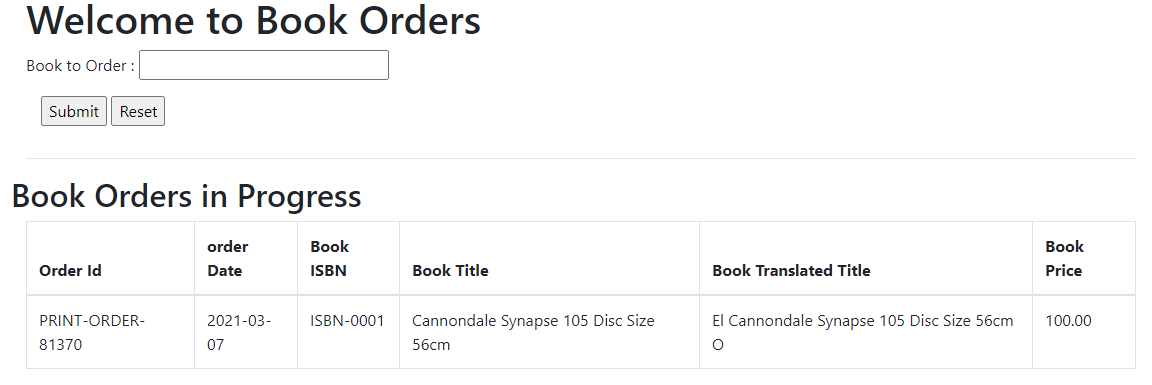 Welcome to Book Orders
Book to Order :
Submit Reset
Book Orders in Progress
Order Id order Date Book ISBN Book Title Book Translated Title Book Price
PRINT-ORDER-81370 2021-03-07 ISBN-0001 Cannondale Synapse 105 Disc Size 56cm El Cannondale Synapse 105 Disc Size 56cm O 100.00